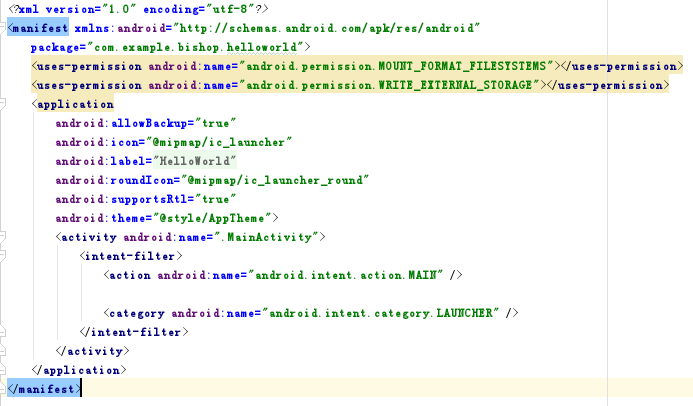 <?xml version="1.0" encoding="utf-8"?>
<manifest xmlns:android="http://schemas.android.com/apk/res/android"
package="com.example.bishop.helloworld">
<uses-permission android:name="android.permission.MOUNT_FORMAT_FILESYSTEMS"></uses-permission>
<uses-permission android:name="android.permission.WRITE_EXTERNAL_STORAGE"></uses-permission>
<application
android:allowBackup="true"
android:icon="@mipmap/ic_launcher"
android:label="HelloWorld"
android:roundIcon="@mipmap/ic_launcher_round"
android:supportsRtl="true"
android:theme="@style/AppTheme">
<activity android:name=".MainActivity">
<intent-filter>
<action android:name="android.intent.action.MAIN" />
<category android:name="android.intent.category.LAUNCHER" />
</intent-filter>
</activity>
</application>
</manifest>